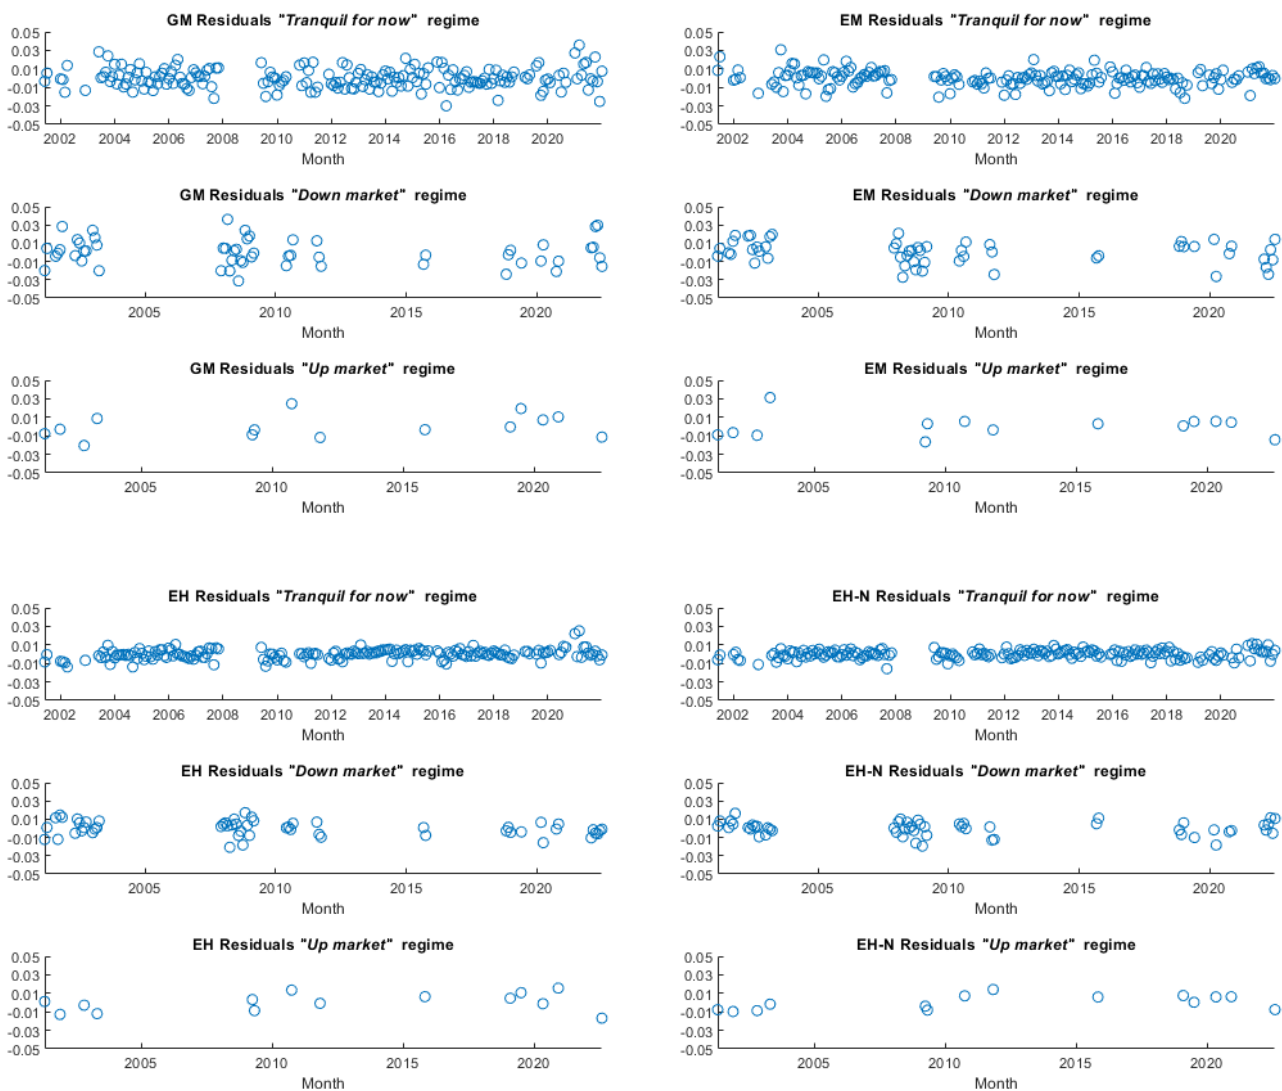 GM Residuals "Tranquil for now" regime
0.05
0.03
0.01
-0.01
-0.03
-0.05
2002 2004 2006 2008 2010 2012 2014 2016 2018 2020
Month
EM Residuals "Tranquil for now" regime
0.05
0.03
0.01
-0.01
-0.03
-0.05
2002 2004 2006 2008 2010 2012 2014 2016 2018 2020
Month
GM Residuals "Down market" regime
0.05
0.03
0.01
-0.01
-0.03
-0.05
2005 2010 2015 2020
Month
EM Residuals "Down market" regime
0.05
0.03
0.01
-0.01
-0.03
-0.05
2005 2010 2015 2020
Month
GM Residuals "Up market" regime
0.05
0.03
0.01
-0.01
-0.03
-0.05
2005 2010 2015 2020
Month
EM Residuals "Up market" regime
0.05
0.03
0.01
-0.01
-0.03
-0.05
2005 2010 2015 2020
Month
EH Residuals "Tranquil for now" regime
0.05
0.03
0.01
-0.01
-0.03
-0.05
2002 2004 2006 2008 2010 2012 2014 2016 2018 2020
Month
EH-N Residuals "Tranquil for now" regime
0.05
0.03
0.01
-0.01
-0.03
-0.05
2002 2004 2006 2008 2010 2012 2014 2016 2018 2020
Month
EH Residuals "Down market" regime
0.05
0.03
0.01
-0.01
-0.03
-0.05
2005 2010 2015 2020
Month
EH-N Residuals "Down market" regime
0.05
0.03
0.01
-0.01
-0.03
-0.05
2005 2010 2015 2020
Month
EH Residuals "Up market" regime
0.05
0.03
0.01
-0.01
-0.03
-0.05
2005 2010 2015 2020
Month
EH-N Residuals "Up market" regime
0.05
0.03
0.01
-0.01
-0.03
-0.05
2005 2010 2015 2020
Month